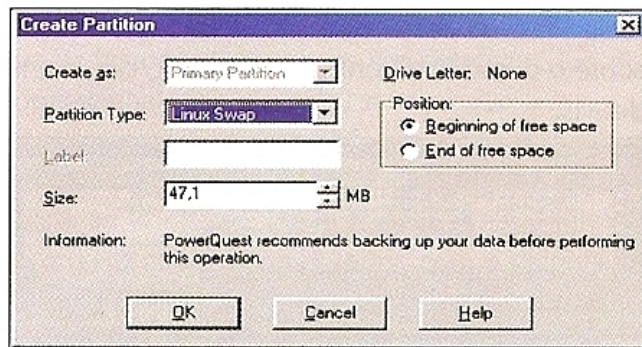 Create Partition
Create as: Primary Partition Drive Letter: None
Partition Type: Linux Swap Position:
Beginning of free space
Label: End of free space
Size: 47,1 MB
Information: PowerQuest recommends backing up your data before performing
this operation.
OK Cancel Help